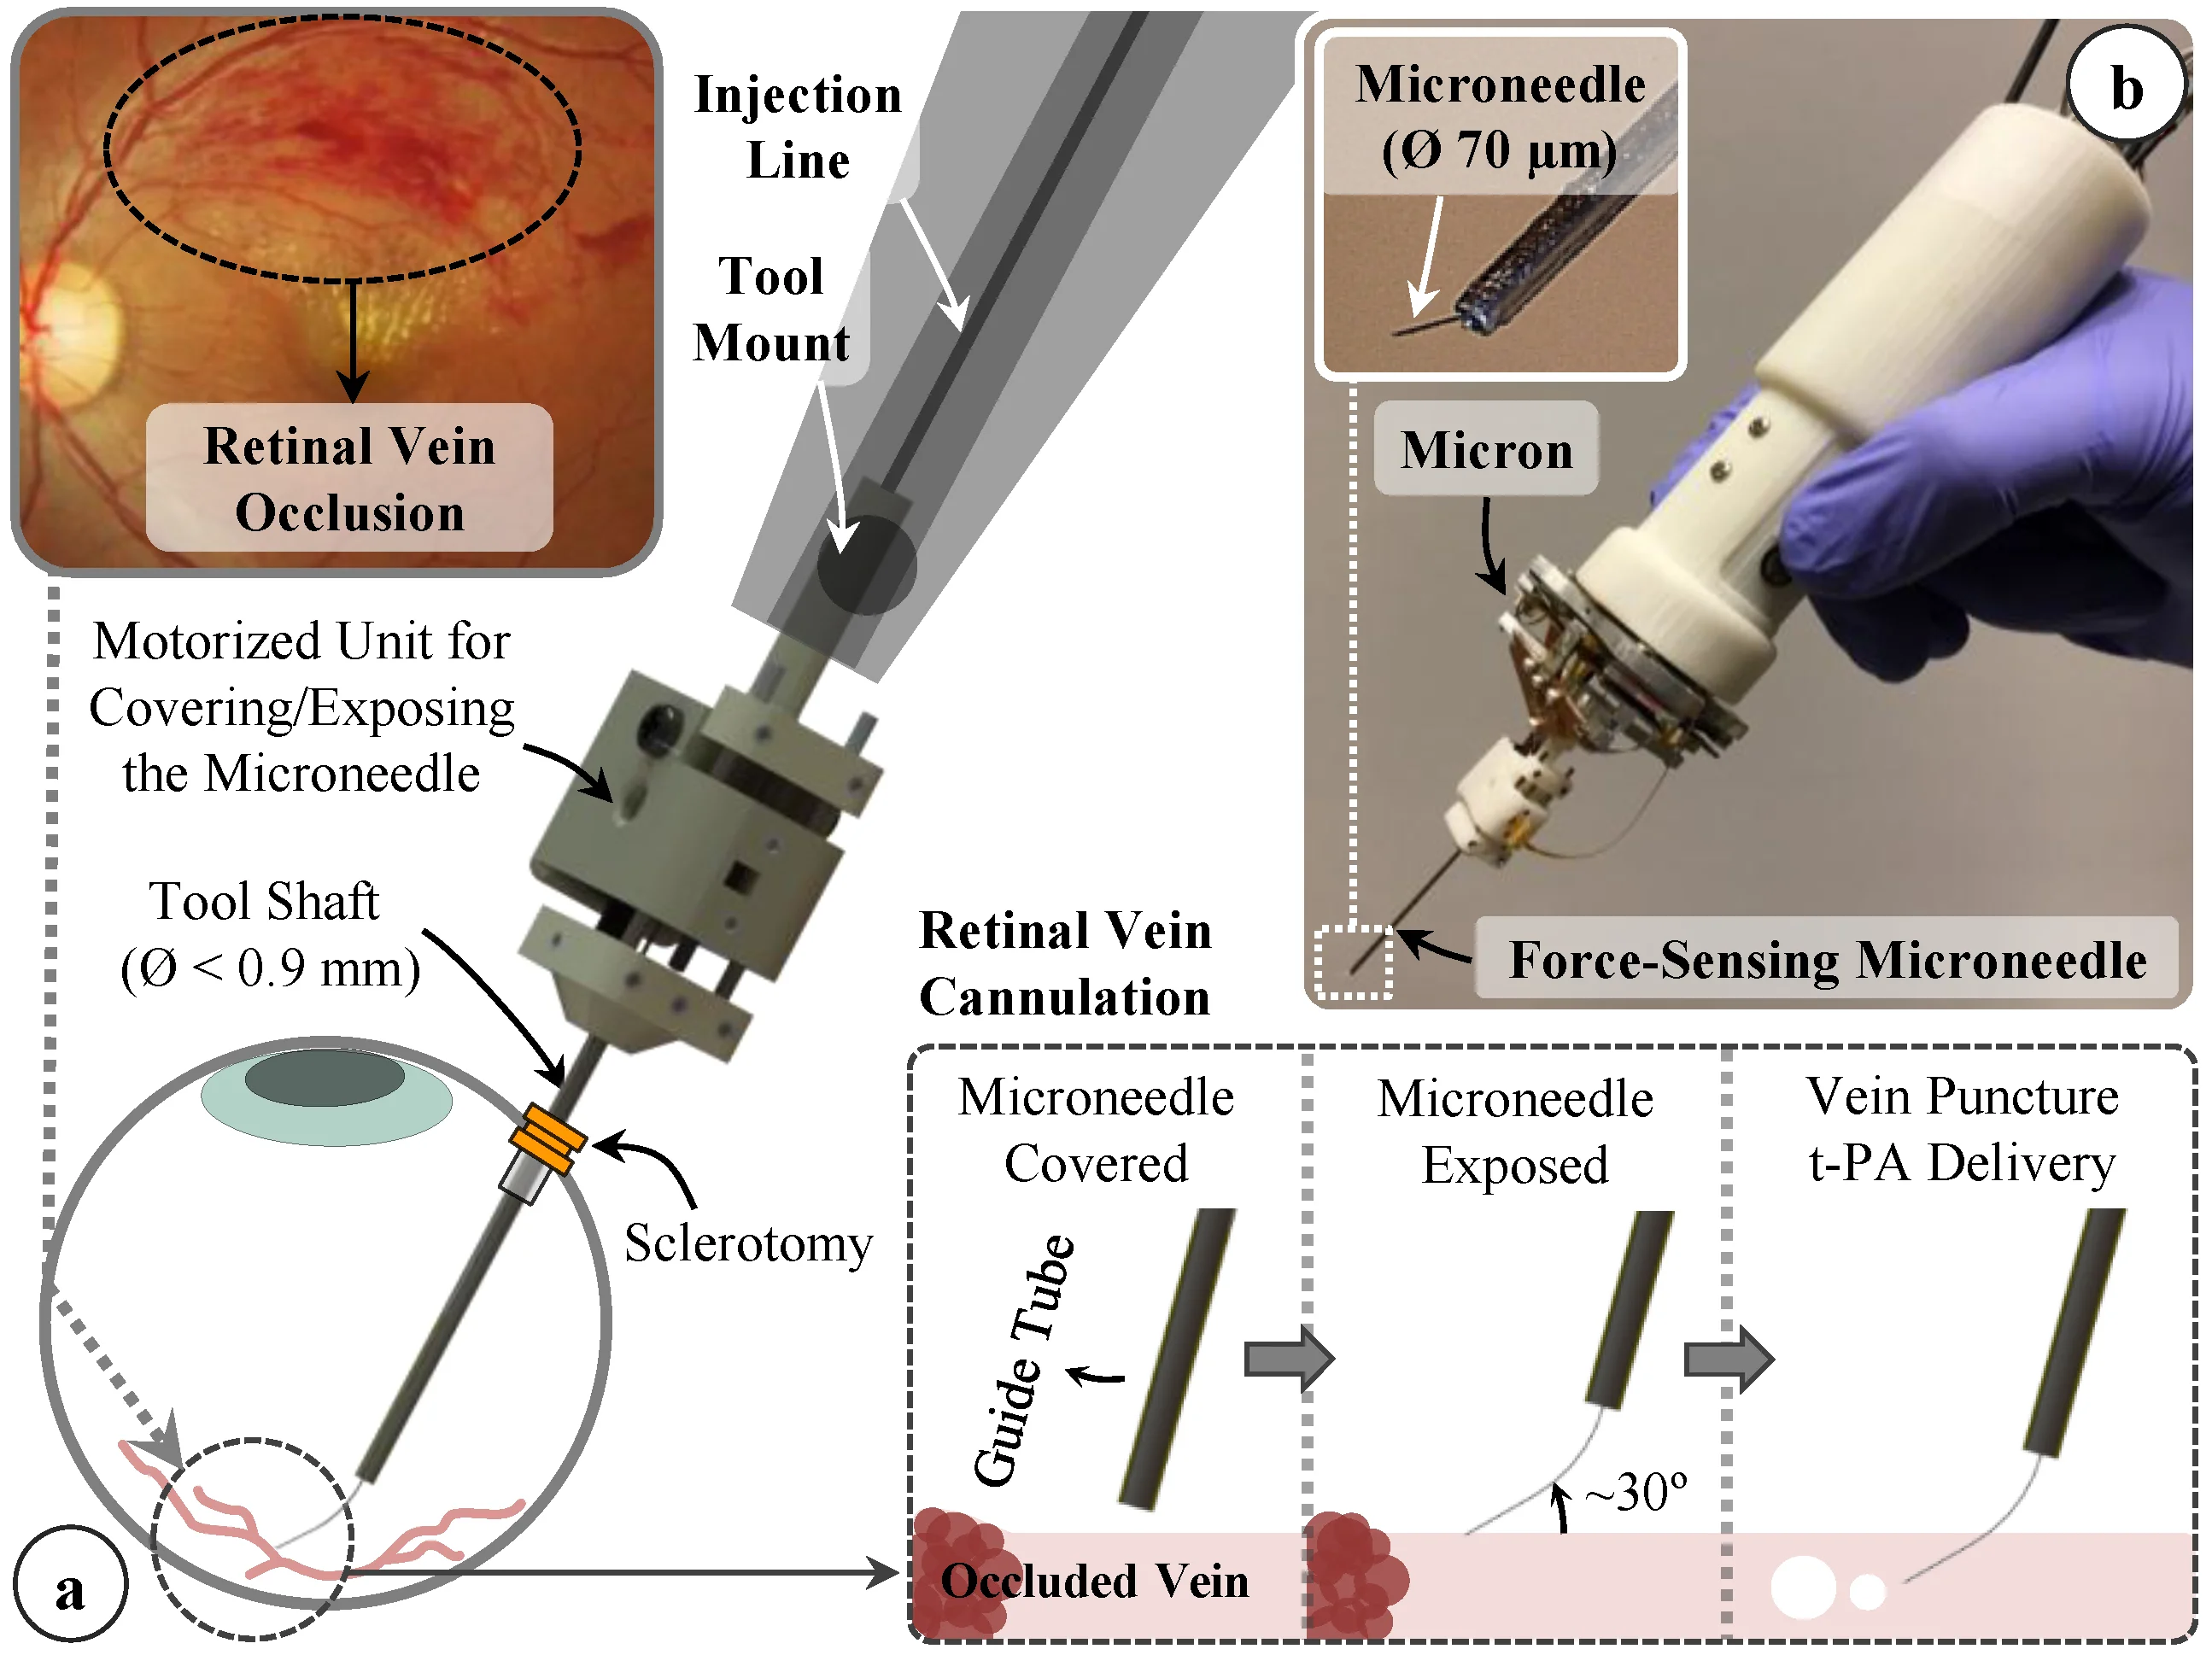 Retinal Vein
Occlusion
Injection
Line
Tool
Mount
Motorized Unit for
Covering/Exposing
the Microneedle
Tool Shaft
(Ø < 0.9 mm)
Sclerotomy
a
Microneedle
(Ø 70 μm)
b
Micron
Force-Sensing Microneedle
Retinal Vein
Cannulation
Microneedle
Covered
Guide Tube
Occluded Vein
Microneedle
Exposed
~30º
Vein Puncture
t-PA Delivery